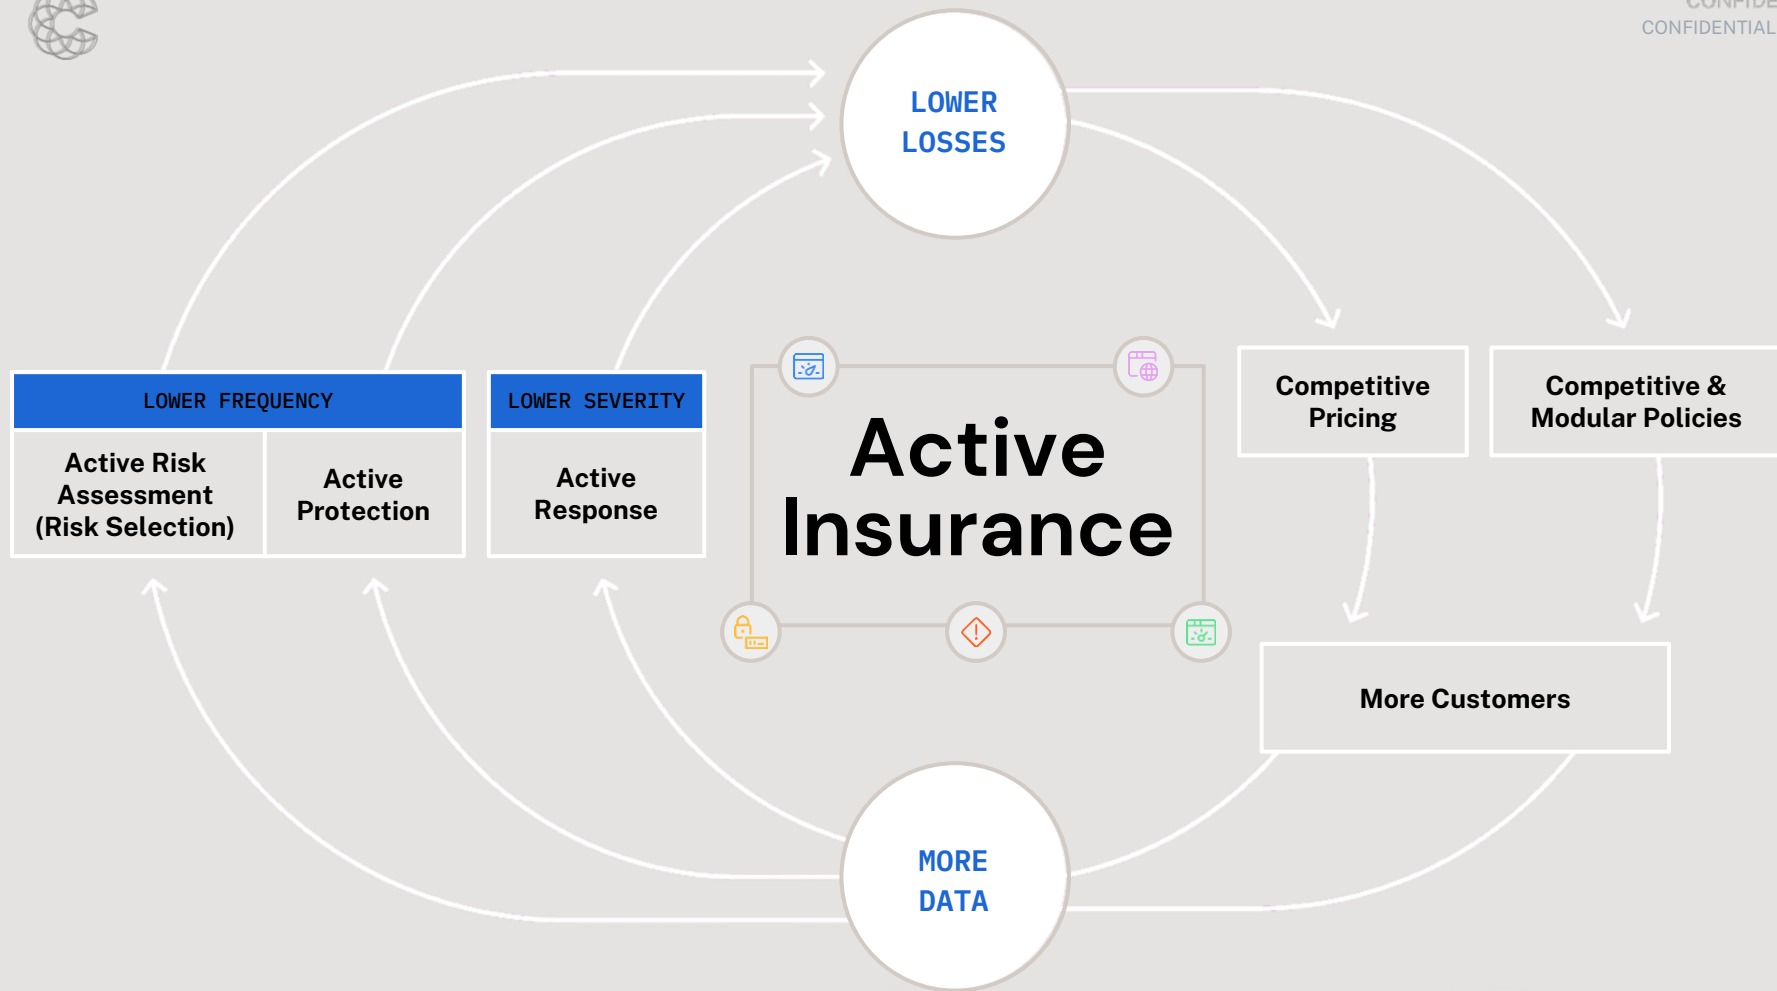 CONFIDE
CONFIDENTIAL
LOWER
LOSSES
LOWER FREQUENCY
Active Risk
Assessment
(Risk Selection)
Active
Protection
LOWER SEVERITY
Active
Response
Active
Insurance
Competitive
Pricing
Competitive &
Modular Policies
More Customers
MORE
DATA